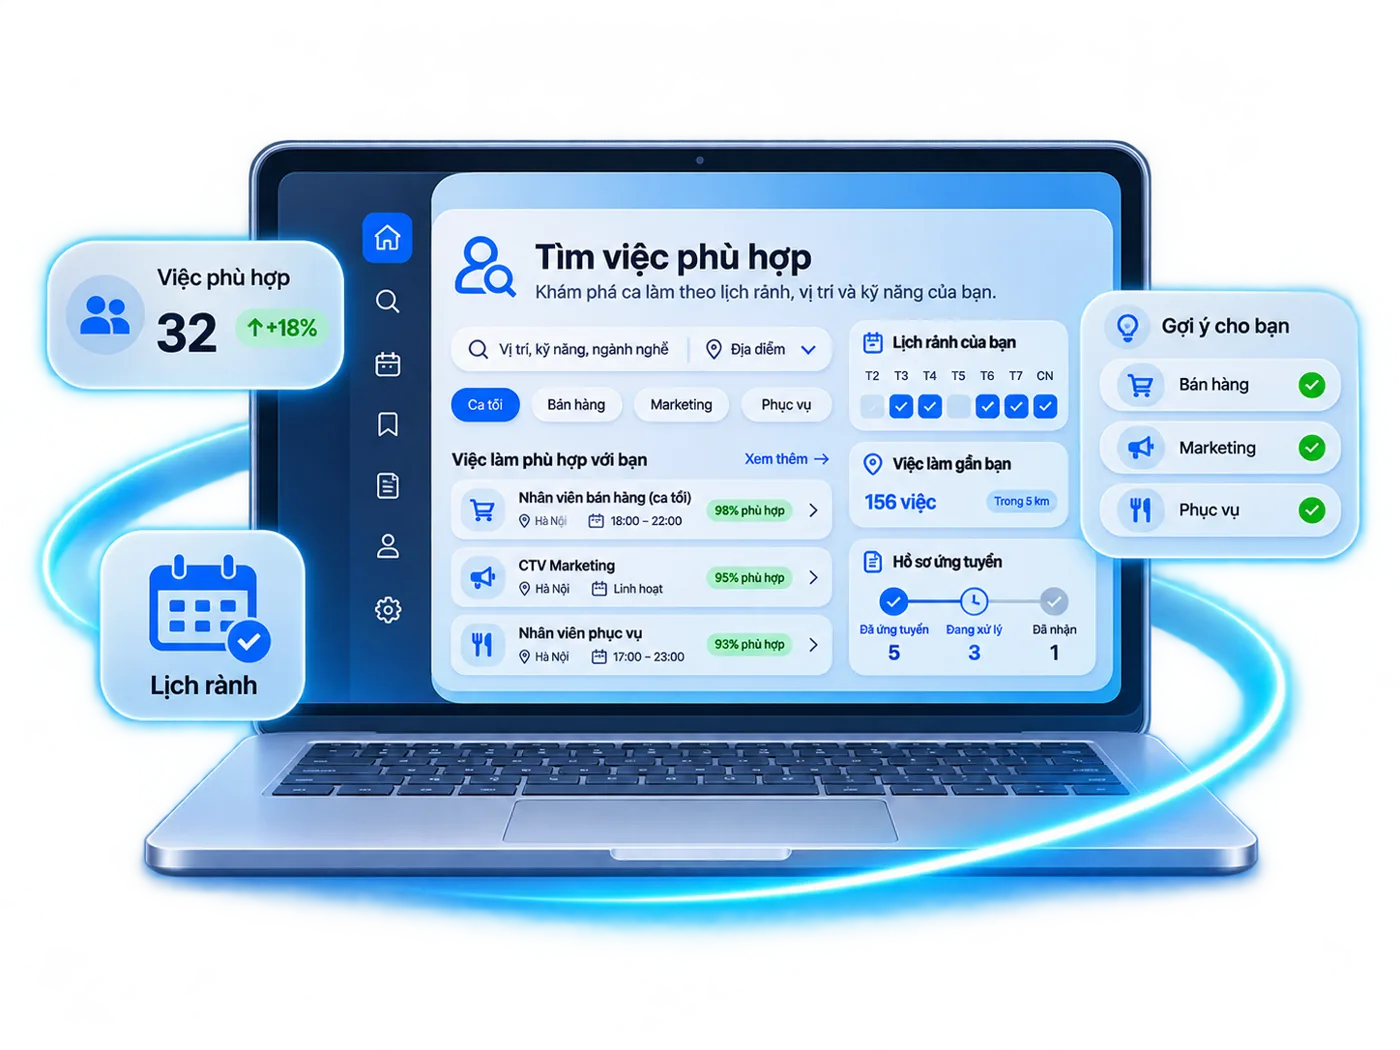 Việc phù hợp
32
+18%
Lịch rành
Tìm việc phù hợp
Khám phá ca làm theo lịch rảnh, vị trí và kỹ năng của bạn.
Vị trí, kỹ năng, ngành nghề
Địa điểm
Ca tối
Bán hàng
Marketing
Phục vụ
Việc làm phù hợp với bạn
Xem thêm
Nhân viên bán hàng (ca tối)
Hà Nội
18:00 – 22:00
98% phù hợp
CTV Marketing
Hà Nội
Linh hoạt
95% phù hợp
Nhân viên phục vụ
Hà Nội
17:00 – 23:00
93% phù hợp
Lịch rảnh của bạn
T2 T3 T4 T5 T6 T7 CN
Việc làm gần bạn
156 việc
Trong 5 km
Hồ sơ ứng tuyển
Đã ứng tuyển
Đang xử lý
Đã nhận
5
3
1
Gợi ý cho bạn
Bán hàng
Marketing
Phục vụ